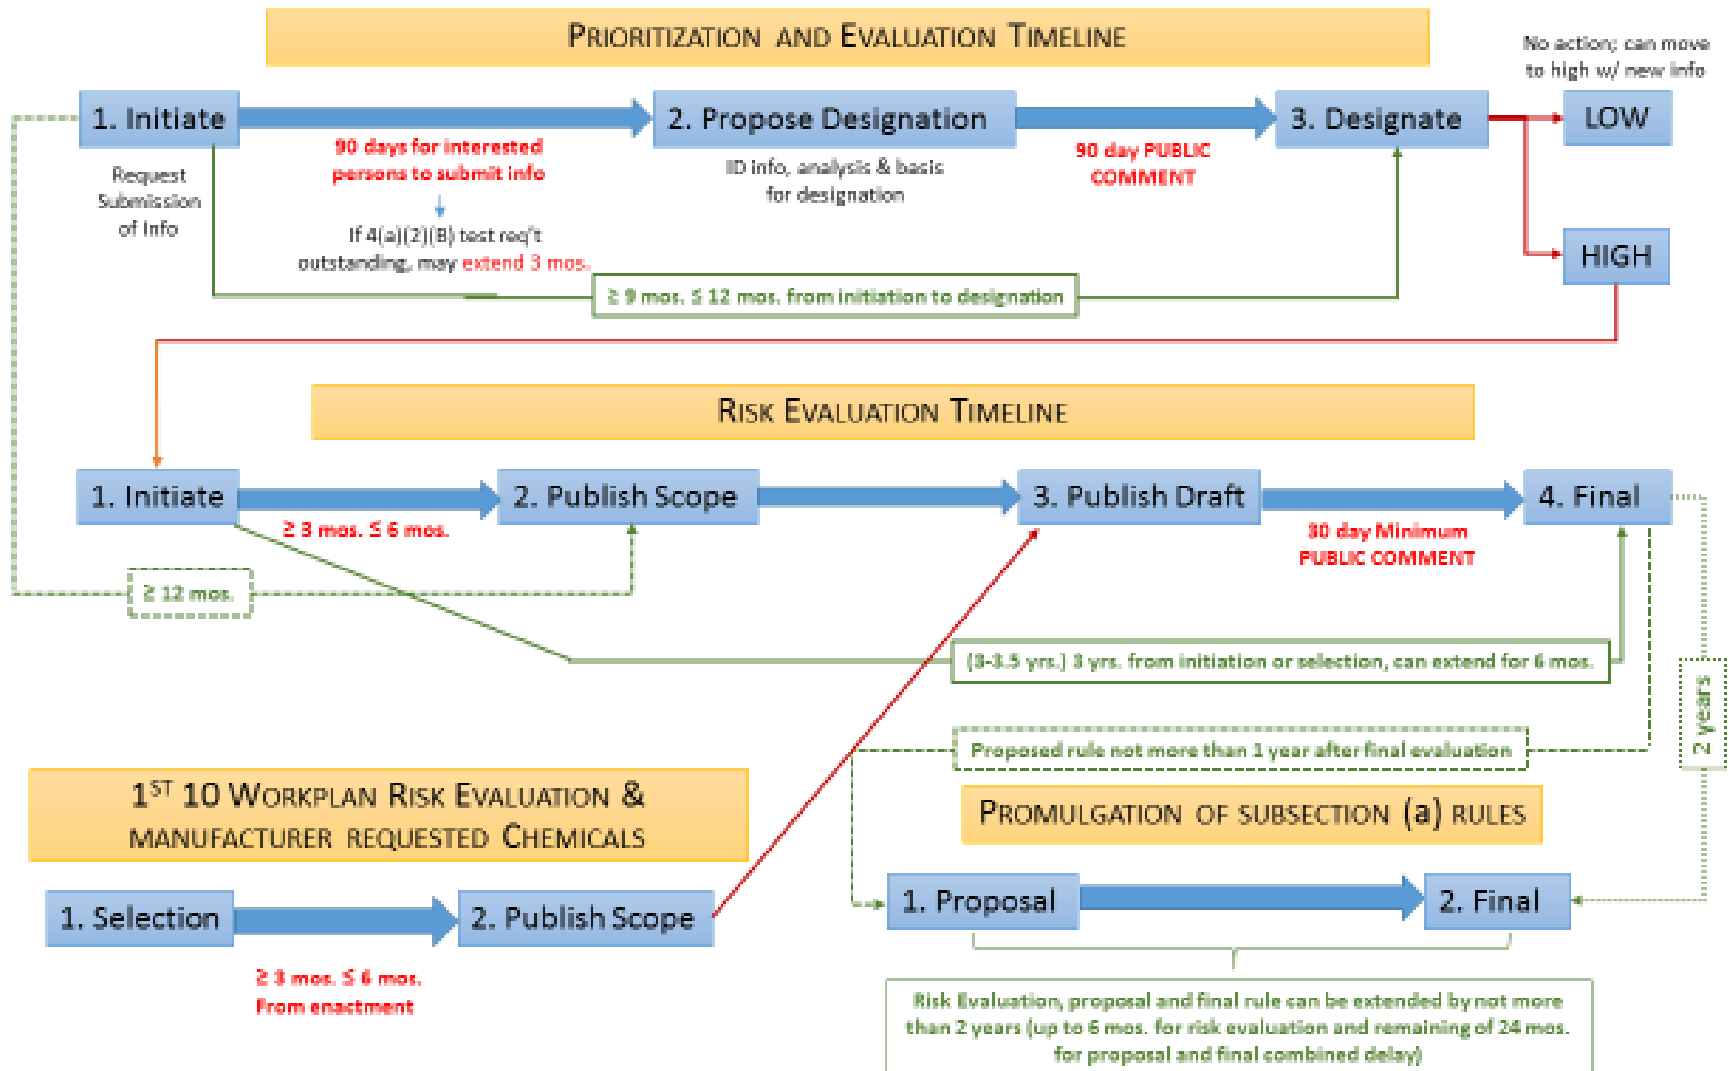 PRIORITIZATION AND EVALUATION TIMELINE
No action; can move
to high w/ new info
1. Initiate
2. Propose Designation
3. Designate
LOW
90 days for interested
persons to submit info
90 day PUBLIC
COMMENT
Request
Submission
of Info
ID info, analysis & basis
for designation
If 4(a)(2)(B) test req't
outstanding, may extend 3 mos.
HIGH
≥ 9 mos. ≤ 12 mos. from initiation to designation
RISK EVALUATION TIMELINE
1. Initiate
2. Publish Scope
3. Publish Draft
4. Final
≥ 3 mos. ≤ 6 mos.
30 day Minimum
PUBLIC COMMENT
≥ 12 mos.
(3-3.5 yrs.) 3 yrs. from initiation or selection, can extend for 6 mos.
2 years
Proposed rule not more than 1 year after final evaluation
1ST 10 WORKPLAN RISK EVALUATION &
MANUFACTURER REQUESTED CHEMICALS
PROMULGATION OF SUBSECTION (a) RULES
1. Selection
2. Publish Scope
1. Proposal
2. Final
≥ 3 mos. ≤ 6 mos.
From enactment
Risk Evaluation, proposal and final rule can be extended by not more
than 2 years (up to 6 mos. for risk evaluation and remaining of 24 mos.
for proposal and final combined delay)